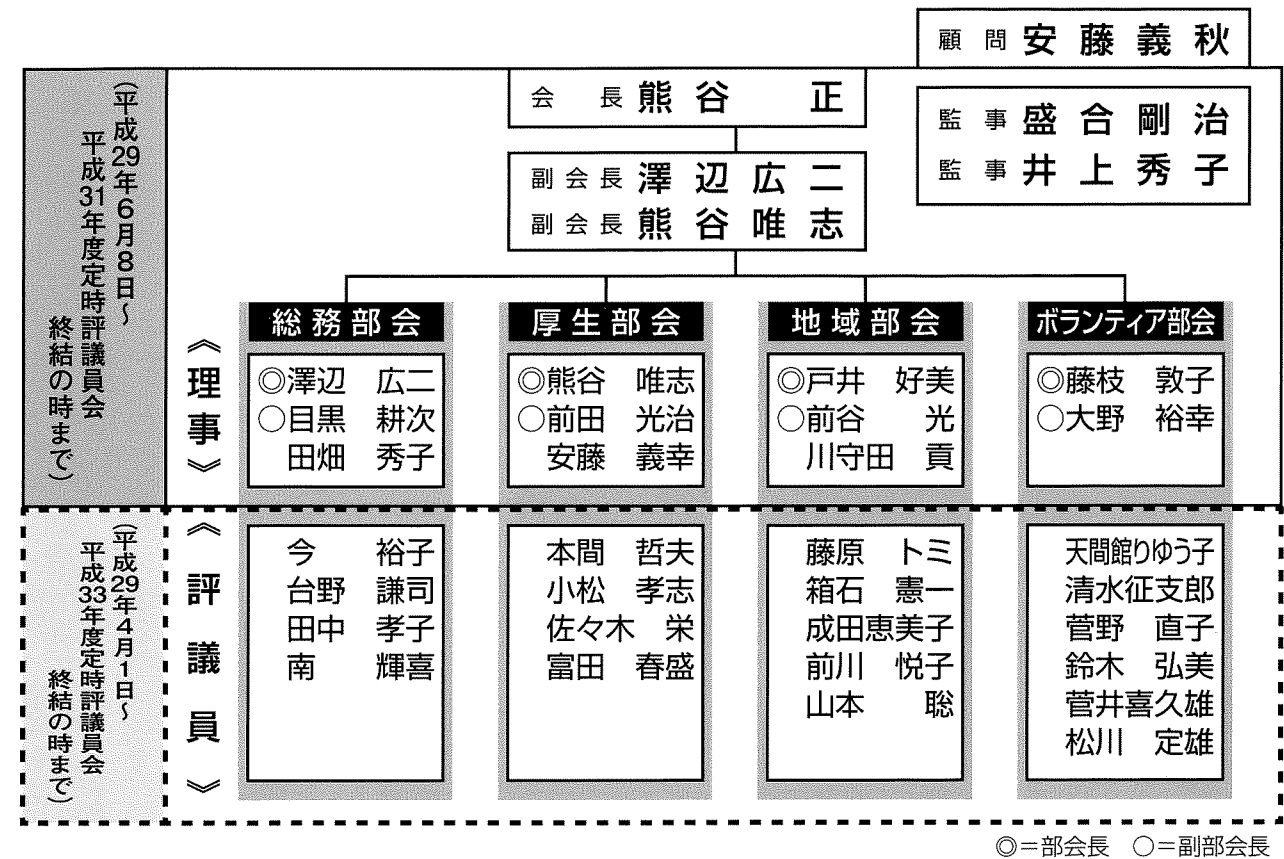 顧問 安藤義秋
会長 熊谷 正
監事 盛合剛治
監事 井上秀子
副会長 澤辺広二
副会長 熊谷唯志
(平成29年6月8日~
平成31年度定時評議員会
終結の時まで)
《理事》
総務部会
◎澤辺 広二
○目黒 耕次
田畑 秀子
厚生部会
◎熊谷 唯志
○前田 光治
安藤 義幸
地域部会
◎戸井 好美
○前谷 光
川守田 貢
ボランティア部会
◎藤枝 敦子
○大野 裕幸
(平成29年4月1日~
平成33年度定時評議員会
終結の時まで)
《評議員》
今 裕子
台野 謙司
田中 孝子
南 輝喜
本間 哲夫
小松 孝志
佐々木 栄
富田 春盛
藤原 トミ
箱石 憲一
成田恵美子
前川 悦子
山本 聡
天間館りゆう子
清水征支郎
菅野 直子
鈴木 弘美
菅井喜久雄
松川 定雄
◎=部会長 ○=副部会長